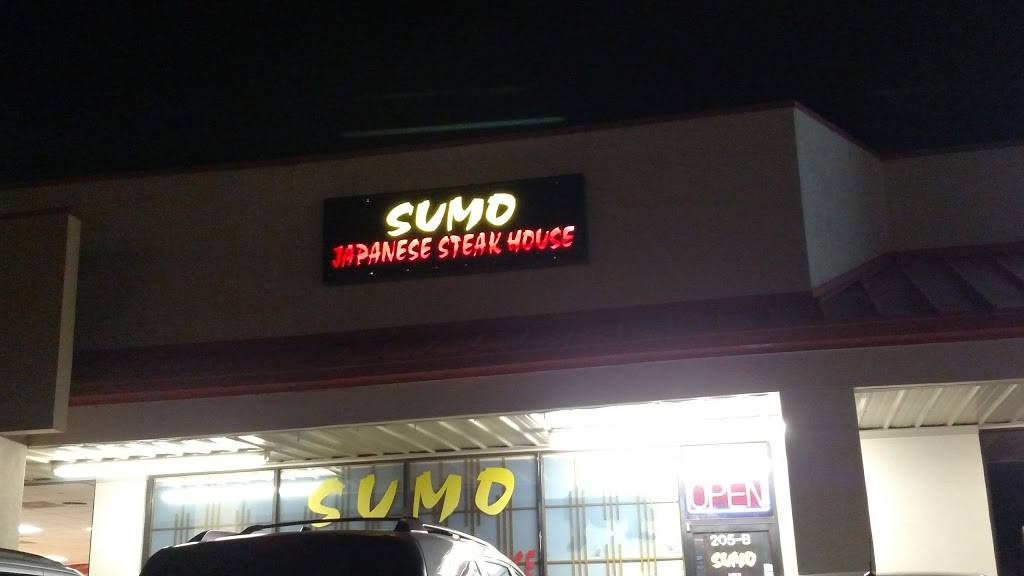 SUMO
JAPANESE STEAK HOUSE
SUMO
OPEN
205-B
SUMO